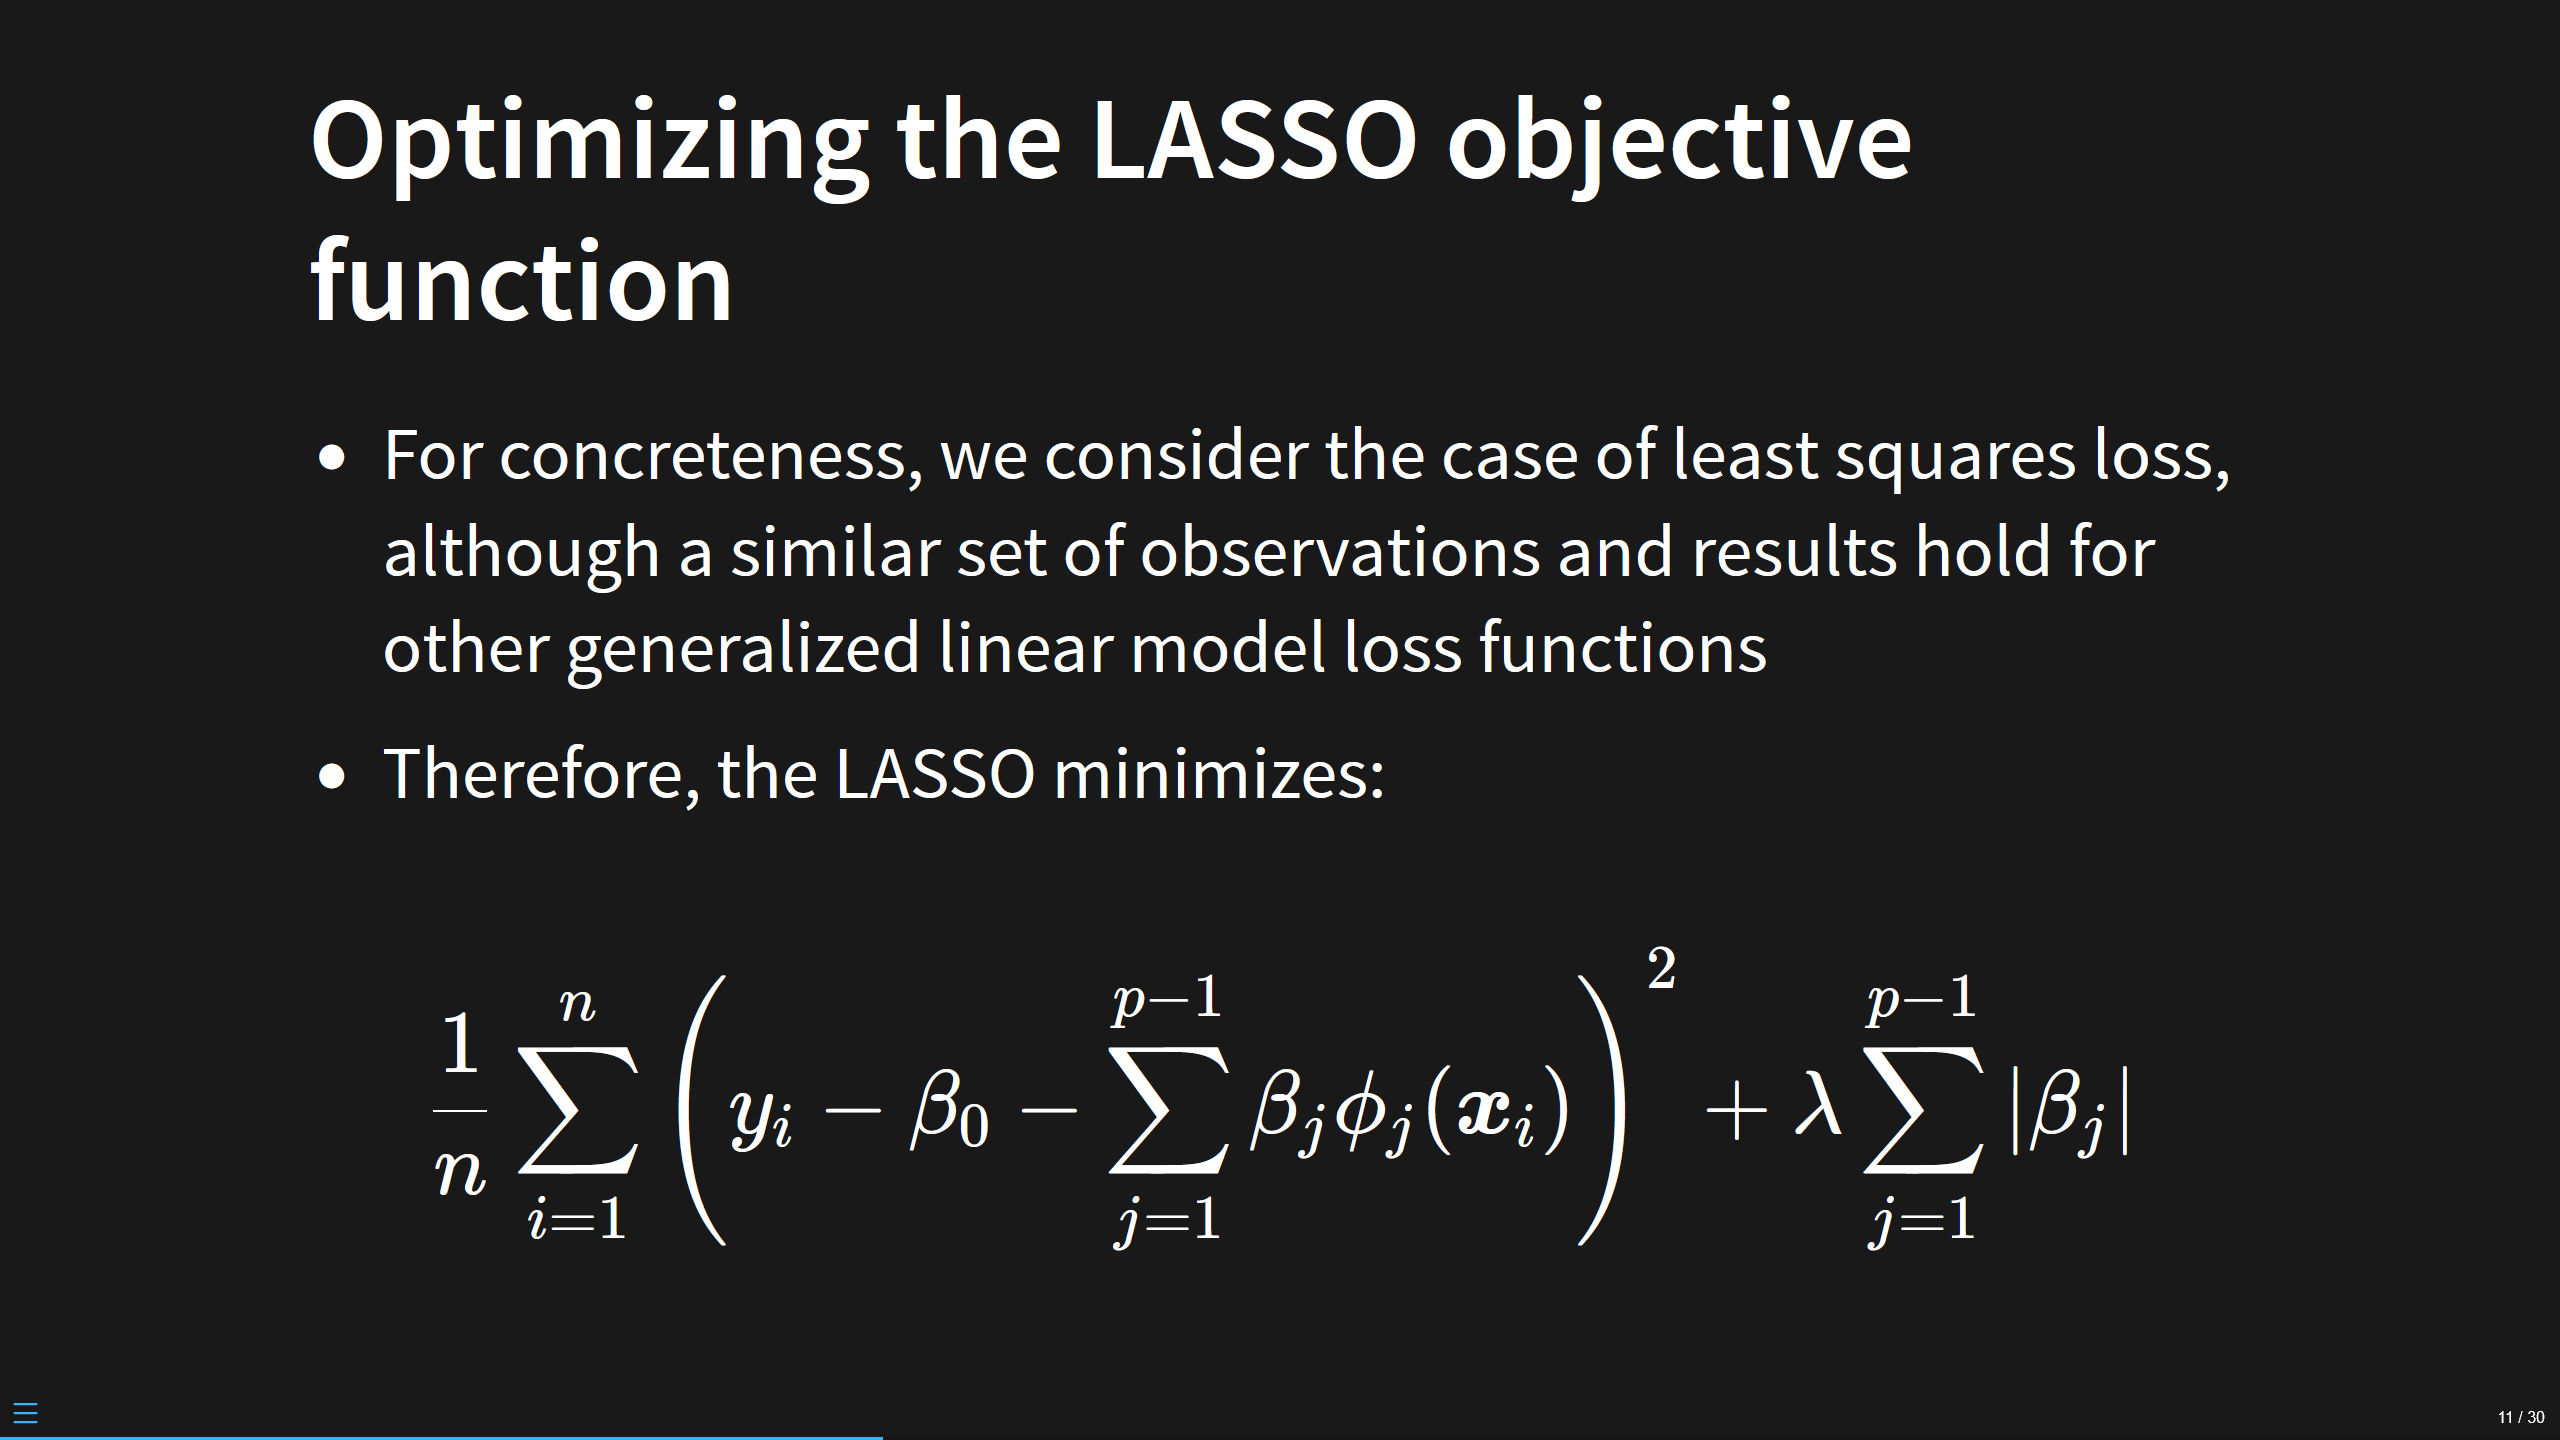 Optimizing the LASSO objective
function
• For concreteness, we consider the case of least squares loss,
although a similar set of observations and results hold for
other generalized linear model loss functions
• Therefore, the LASSO minimizes:
$$\frac{1}{n} \sum_{i=1}^{n} \left( y_i - \beta_0 - \sum_{j=1}^{p-1} \beta_j \phi_j(\boldsymbol{x}_i) \right)^2 + \lambda \sum_{j=1}^{p-1} |\beta_j|$$
11 / 30